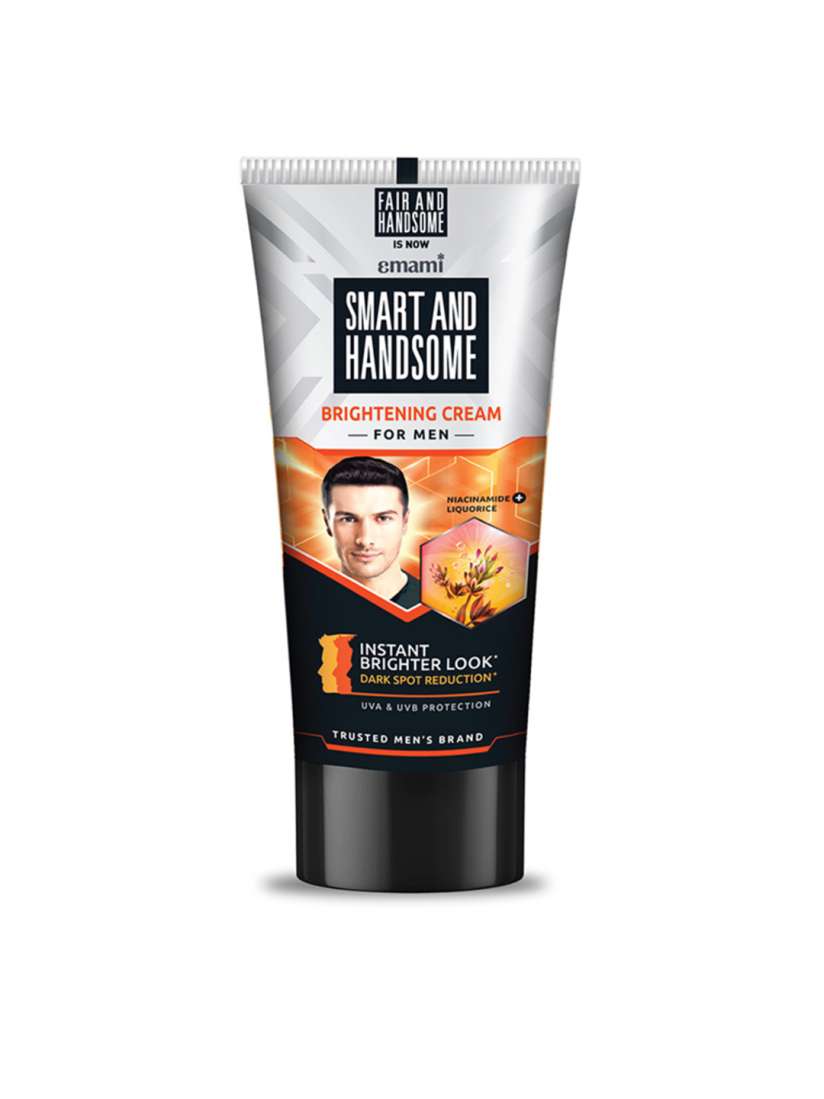 FAIR AND
HANDSOME
IS NOW
emami
SMART AND
HANDSOME
BRIGHTENING CREAM
FOR MEN
NIACINAMIDE +
LIQUORICE
INSTANT
BRIGHTER LOOK*
DARK SPOT REDUCTION*
UVA & UVB PROTECTION
TRUSTED MEN'S BRAND